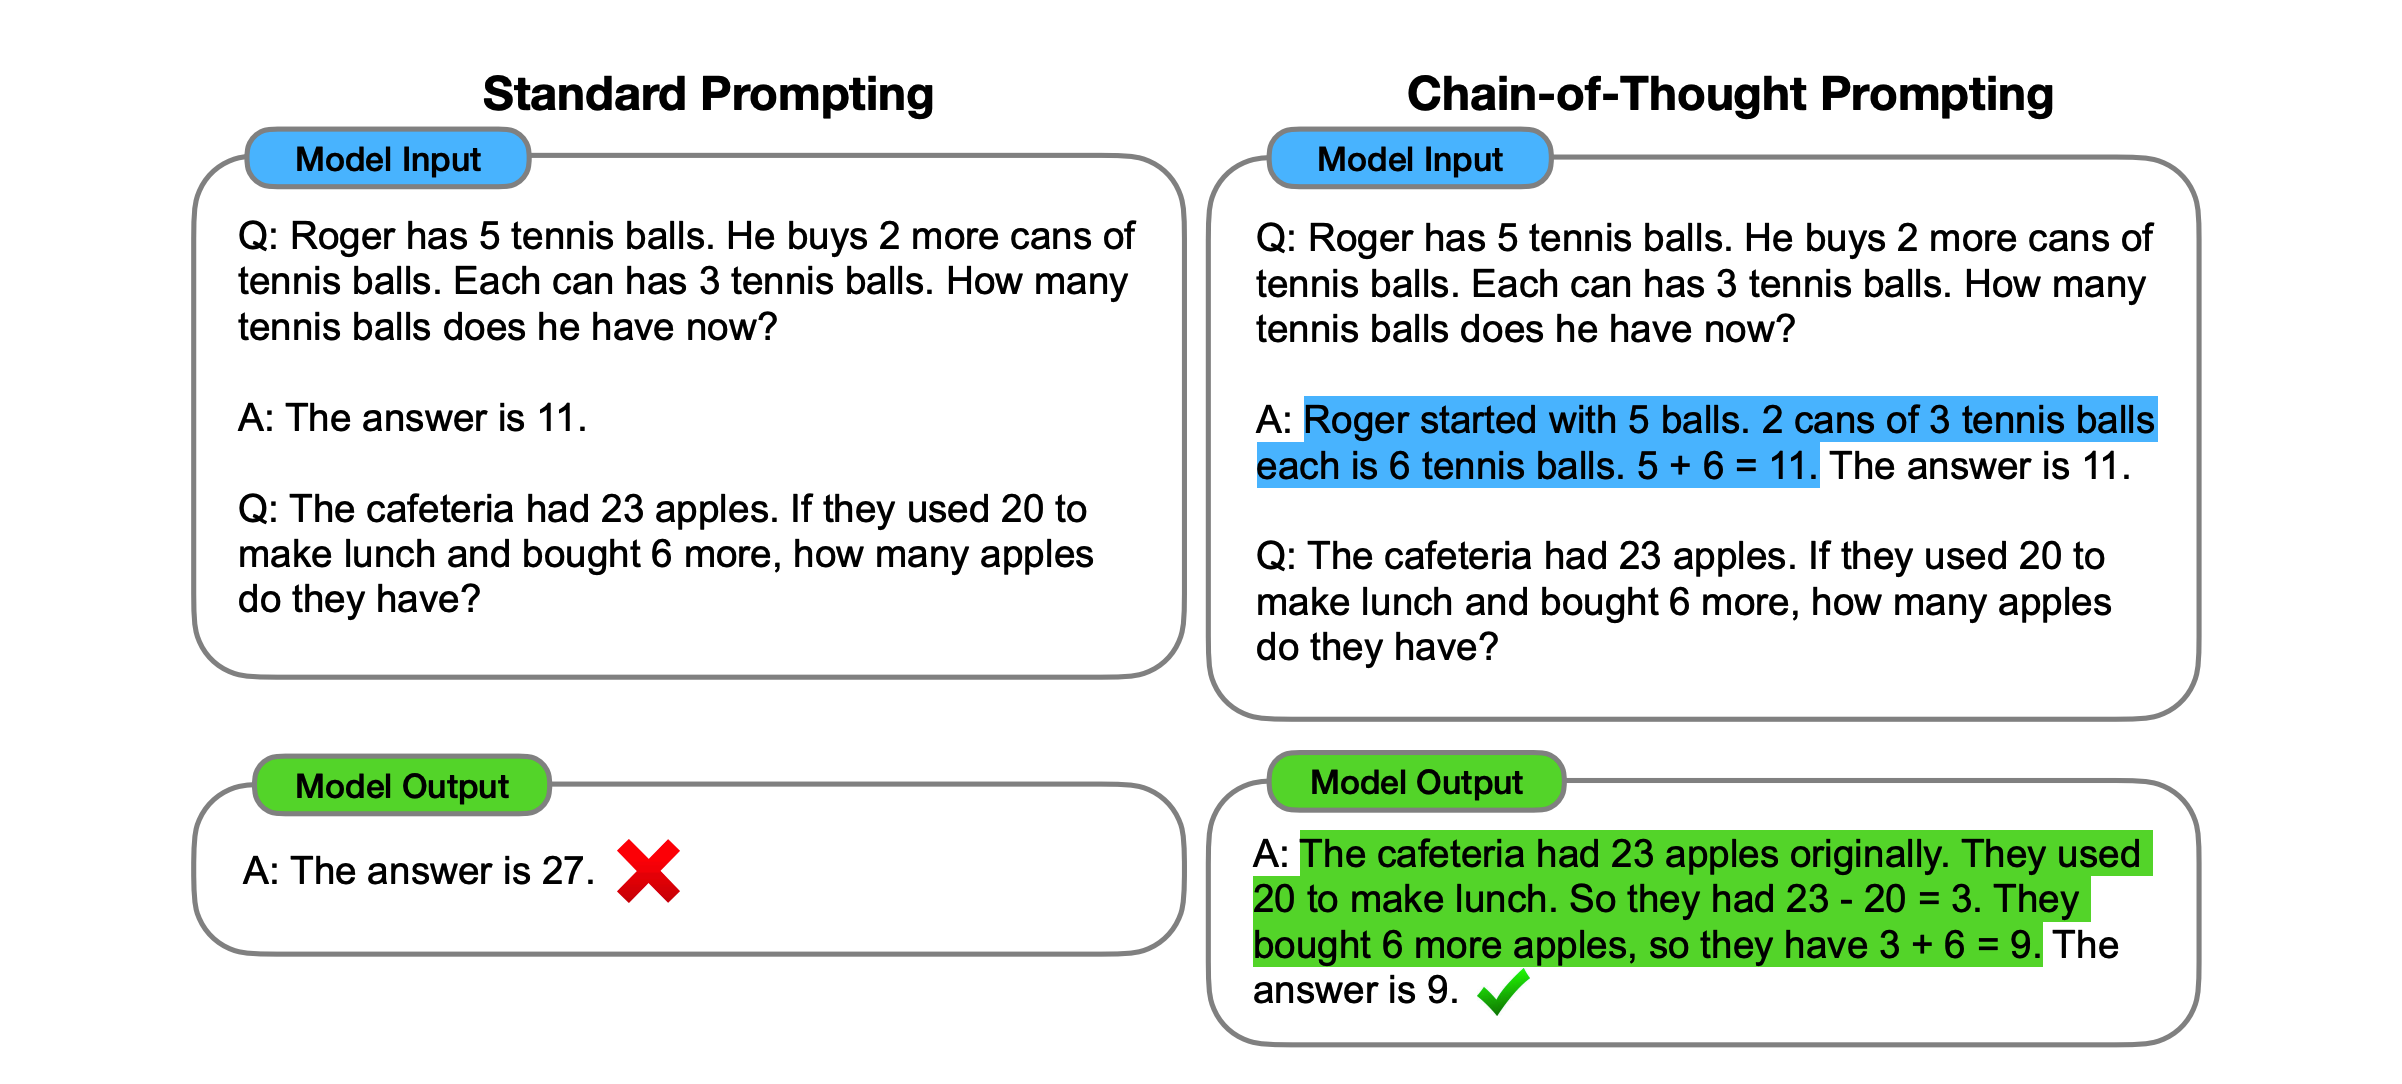 Standard Prompting
Model Input
Q: Roger has 5 tennis balls. He buys 2 more cans of
tennis balls. Each can has 3 tennis balls. How many
tennis balls does he have now?
A: The answer is 11.
Q: The cafeteria had 23 apples. If they used 20 to
make lunch and bought 6 more, how many apples
do they have?
Model Output
A: The answer is 27.
Chain-of-Thought Prompting
Model Input
Q: Roger has 5 tennis balls. He buys 2 more cans of
tennis balls. Each can has 3 tennis balls. How many
tennis balls does he have now?
A: Roger started with 5 balls. 2 cans of 3 tennis balls
each is 6 tennis balls. 5 + 6 = 11. The answer is 11.
Q: The cafeteria had 23 apples. If they used 20 to
make lunch and bought 6 more, how many apples
do they have?
Model Output
A: The cafeteria had 23 apples originally. They used
20 to make lunch. So they had 23 - 20 = 3. They
bought 6 more apples, so they have 3 + 6 = 9. The
answer is 9.